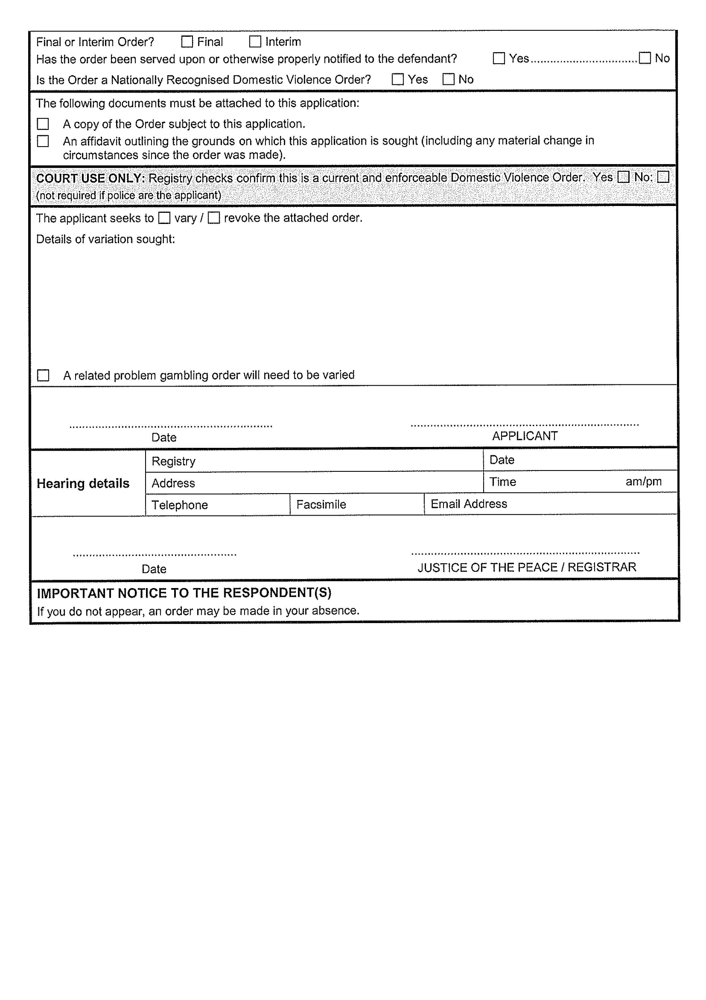 Final or Interim Order? ☐ Final ☐ Interim
Has the order been served upon or otherwise properly notified to the defendant? ☐ Yes................................☐ No
Is the Order a Nationally Recognised Domestic Violence Order? ☐ Yes ☐ No
The following documents must be attached to this application:
☐ A copy of the Order subject to this application.
☐ An affidavit outlining the grounds on which this application is sought (including any material change in
circumstances since the order was made).
COURT USE ONLY: Registry checks confirm this is a current and enforceable Domestic Violence Order. Yes ☐ No: ☐
(not required if police are the applicant)
The applicant seeks to ☐ vary / ☐ revoke the attached order.
Details of variation sought:
☐ A related problem gambling order will need to be varied
Date APPLICANT
Registry Date
Hearing details Address Time am/pm
Telephone Facsimile Email Address
Date JUSTICE OF THE PEACE / REGISTRAR
IMPORTANT NOTICE TO THE RESPONDENT(S)
If you do not appear, an order may be made in your absence.